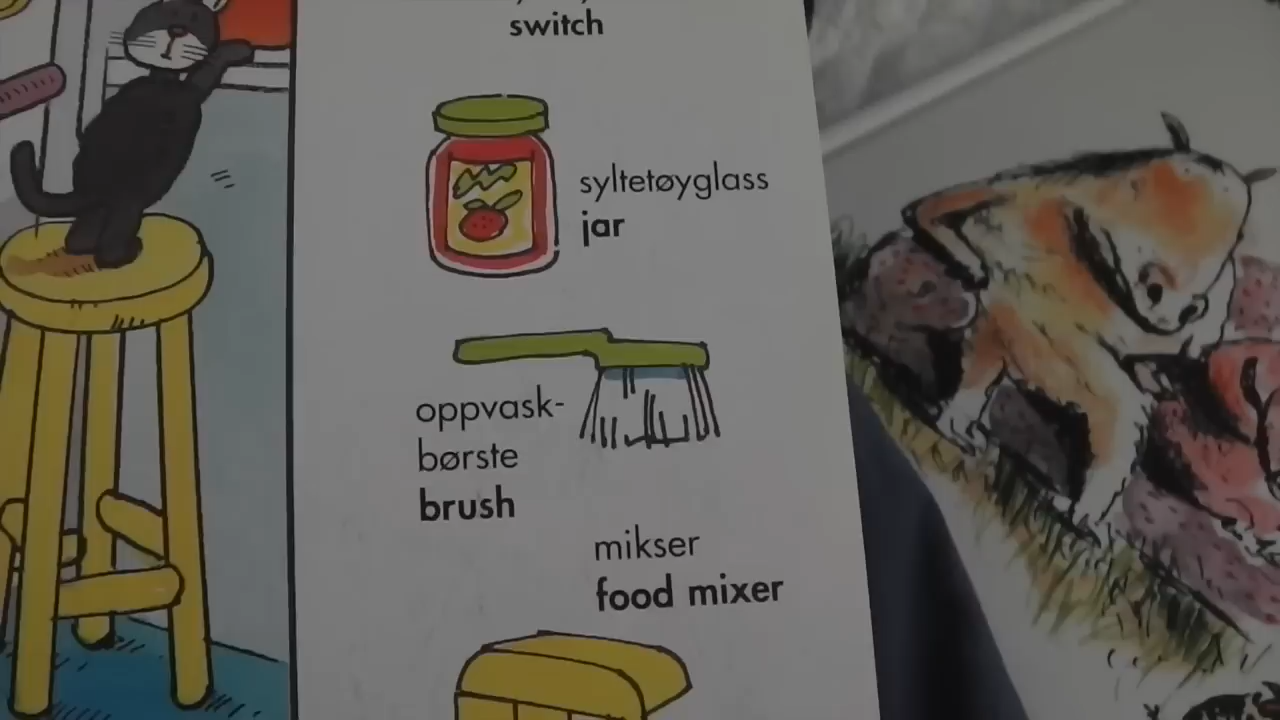 switch
syltetøyglass
jar
oppvask-
børste
brush
mikser
food mixer